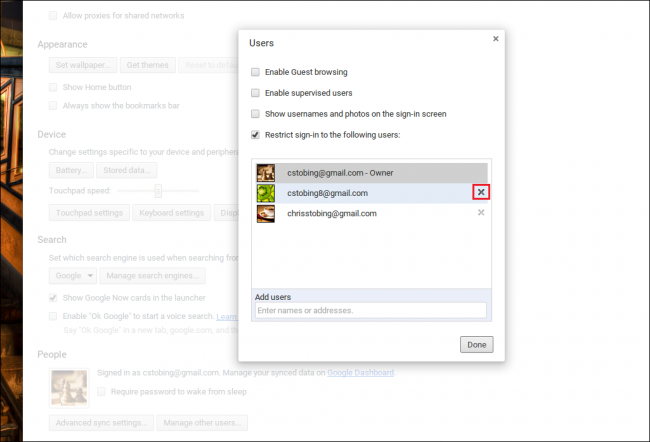 Allow proxies for shared networks
Appearance
Set wallpaper... Get themes Reset to defau
Show Home button
Always show the bookmarks bar
Device
Change settings specific to your device and peripher
Battery... Stored data...
Touchpad speed:
Touchpad settings Keyboard settings Disp
Search
Set which search engine is used when searching from
Google Manage search engines...
Show Google Now cards in the launcher
Enable "Ok Google" to start a voice search. Learn
Say "Ok Google" in a new tab, google.com, and th
People
Signed in as cstobing@gmail.com. Manage your synced data on Google Dashboard.
Require password to wake from sleep
Advanced sync settings... Manage other users...
Users
Enable Guest browsing
Enable supervised users
Show usernames and photos on the sign-in screen
Restrict sign-in to the following users:
cstobing@gmail.com - Owner
cstobing8@gmail.com
chrisstobing@gmail.com
Add users
Enter names or addresses.
Done